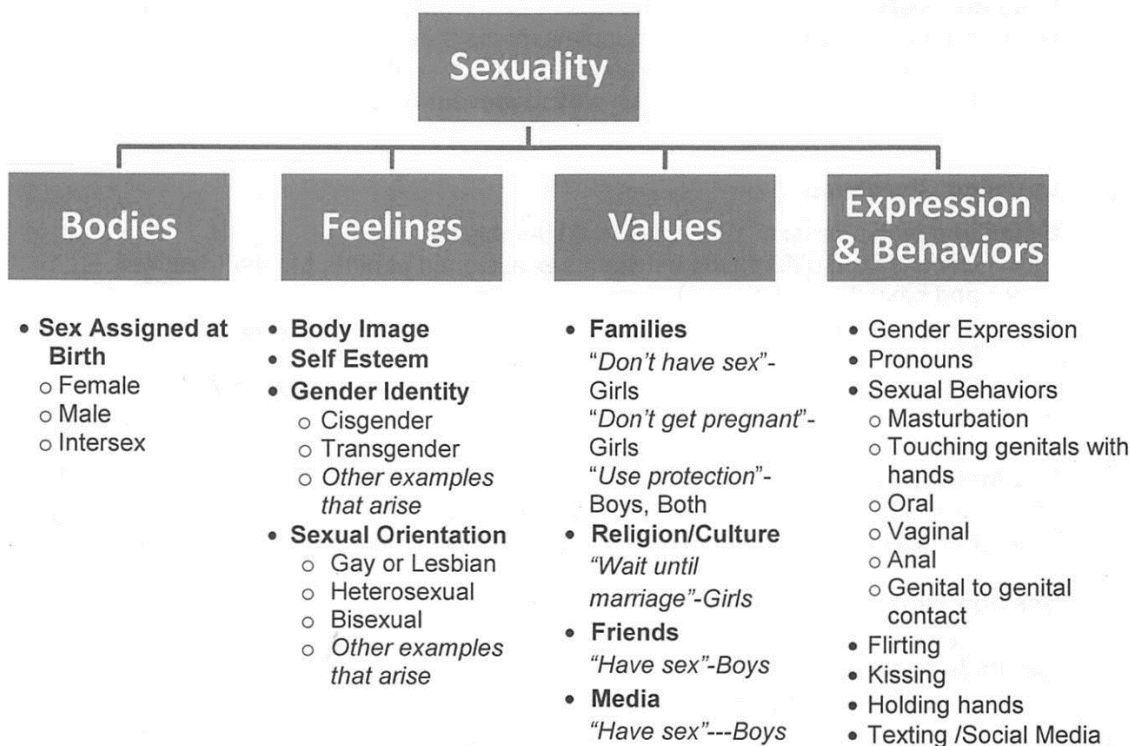 Sexuality
Bodies
Feelings
Values
Expression
& Behaviors
• Sex Assigned at
Birth
○ Female
○ Male
○ Intersex
• Body Image
• Self Esteem
• Gender Identity
○ Cisgender
○ Transgender
○ Other examples
that arise
• Sexual Orientation
○ Gay or Lesbian
○ Heterosexual
○ Bisexual
○ Other examples
that arise
• Families
“Don’t have sex”-
Girls
“Don’t get pregnant”-
Girls
“Use protection”-
Boys, Both
• Religion/Culture
“Wait until
marriage”-Girls
• Friends
“Have sex”-Boys
• Media
“Have sex”---Boys
• Gender Expression
• Pronouns
• Sexual Behaviors
○ Masturbation
○ Touching genitals with
hands
○ Oral
○ Vaginal
○ Anal
○ Genital to genital
contact
• Flirting
• Kissing
• Holding hands
• Texting /Social Media